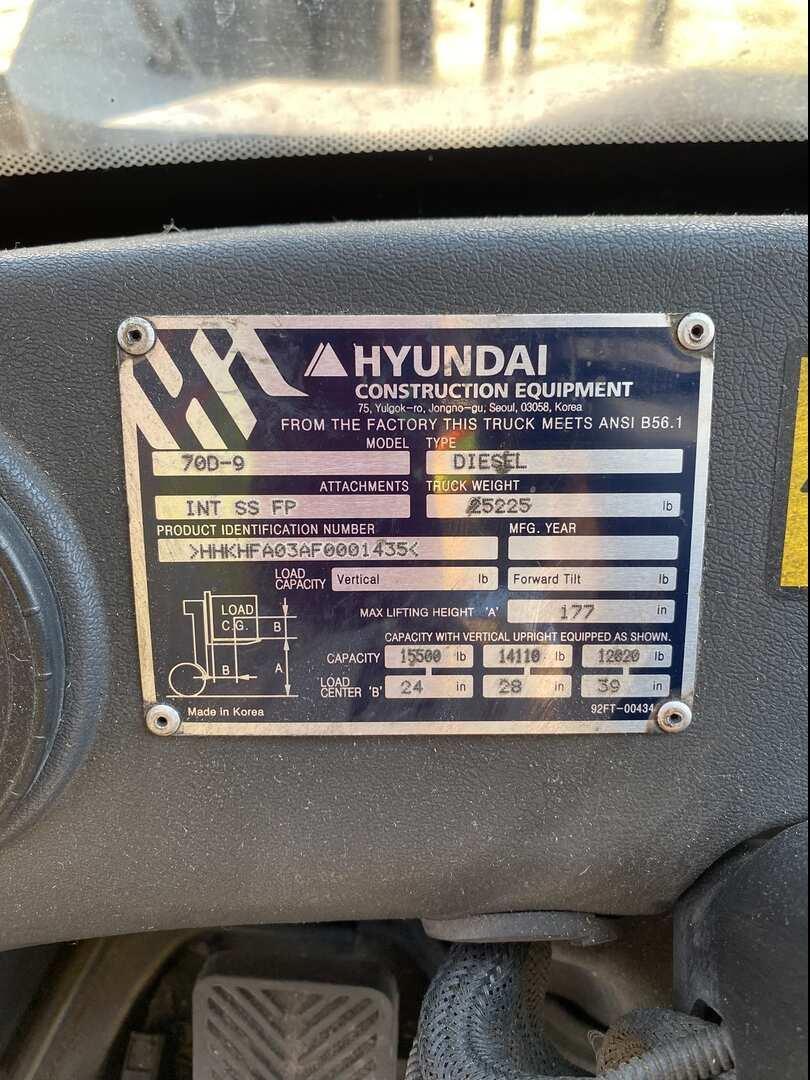 HYUNDAI
CONSTRUCTION EQUIPMENT
75, Yulgok-ro, Jongno-gu, Seoul, 03058, Korea
FROM THE FACTORY THIS TRUCK MEETS ANSI B56.1
MODEL TYPE
70D-9 DIESEL
ATTACHMENTS TRUCK WEIGHT
INT SS FP 25225 lb
PRODUCT IDENTIFICATION NUMBER MFG. YEAR
>HHKHFA03AF0001435<
LOAD CAPACITY Vertical lb Forward Tilt lb
LOAD C.G. B B A
MAX LIFTING HEIGHT 'A' 177 in
CAPACITY WITH VERTICAL UPRIGHT EQUIPPED AS SHOWN.
CAPACITY 15500 lb 14110 lb 12020 lb
LOAD CENTER 'B' 24 in 28 in 39 in
Made in Korea 92FT-00434